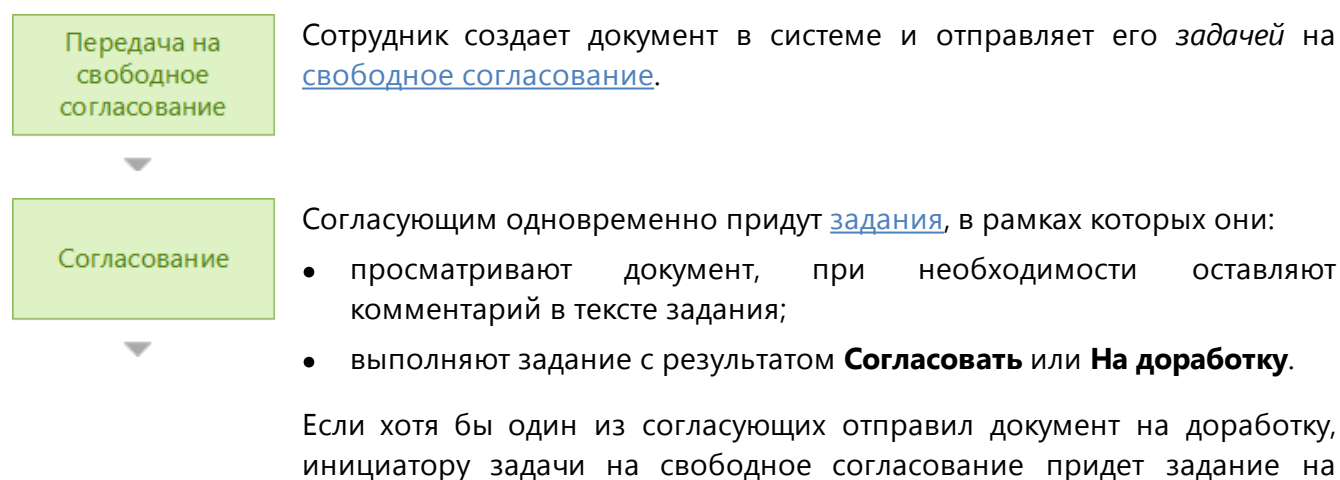 Передача на
свободное
согласование
Сотрудник создает документ в системе и отправляет его задачей на
свободное согласование.
Согласование
Согласующим одновременно придут задания, в рамках которых они:
• просматривают документ, при необходимости оставляют
комментарий в тексте задания;
• выполняют задание с результатом Согласовать или На доработку.
Если хотя бы один из согласующих отправил документ на доработку,
инициатору задачи на свободное согласование придет задание на